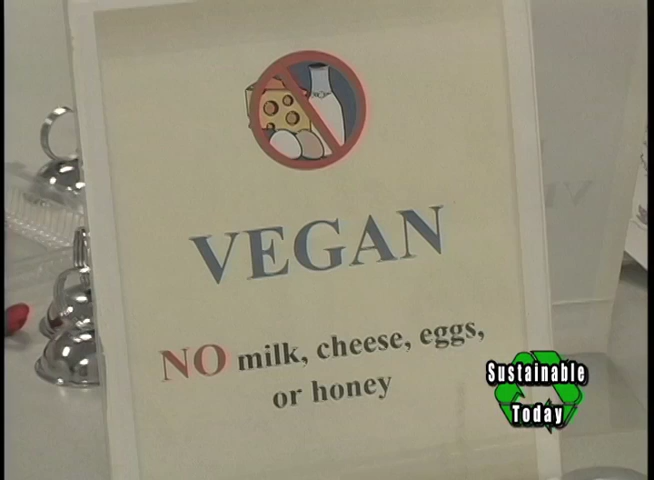 VEGAN
NO milk, cheese, eggs,
or honey
Sustainable
Today